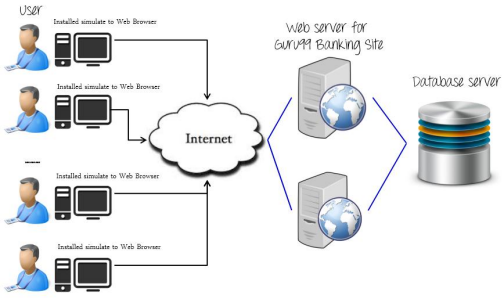 User
Installed simulate to Web Browser
Installed simulate to Web Browser
Installed simulate to Web Browser
Installed simulate to Web Browser
Internet
Web server for
Guru99 Banking Site
Database server